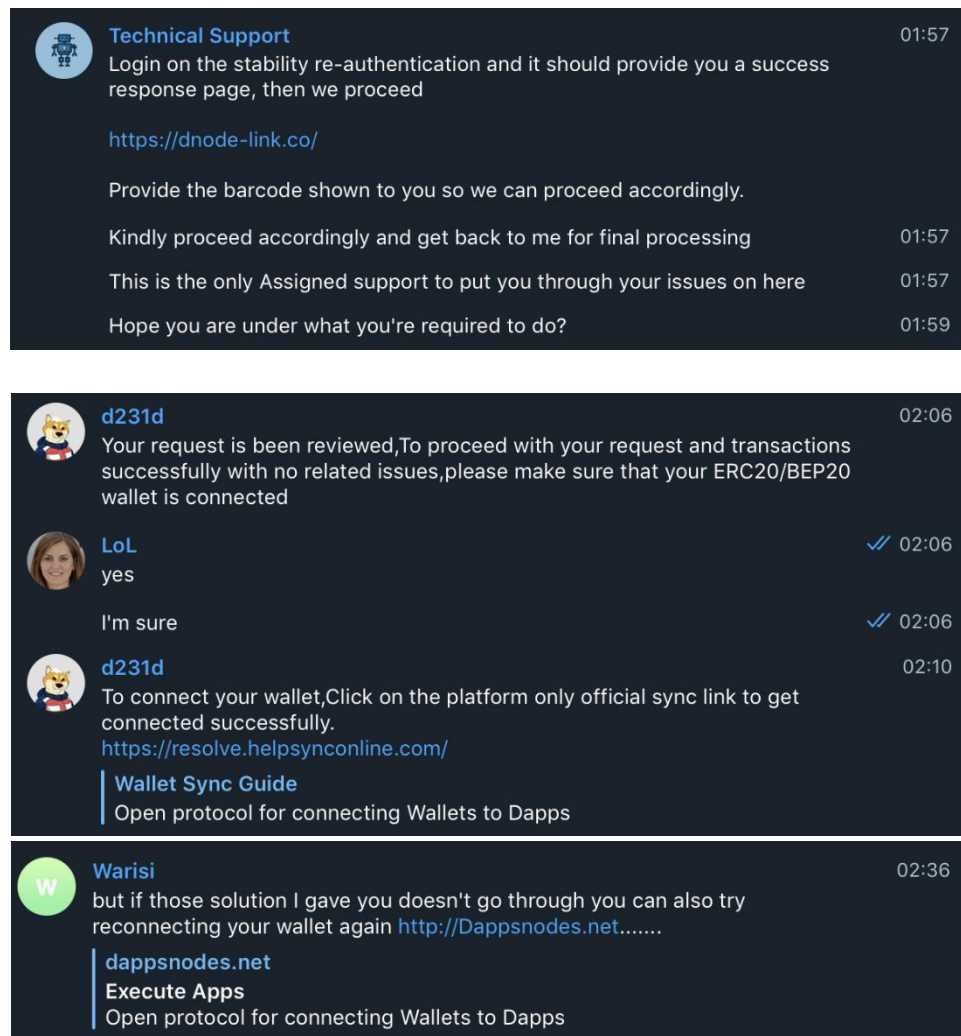 Technical Support 01:57
Login on the stability re-authentication and it should provide you a success
response page, then we proceed
https://dnode-link.co/
Provide the barcode shown to you so we can proceed accordingly.
Kindly proceed accordingly and get back to me for final processing 01:57
This is the only Assigned support to put you through your issues on here 01:57
Hope you are under what you're required to do? 01:59
d231d 02:06
Your request is been reviewed,To proceed with your request and transactions
successfully with no related issues,please make sure that your ERC20/BEP20
wallet is connected
LoL 02:06
yes
I'm sure 02:06
d231d 02:10
To connect your wallet,Click on the platform only official sync link to get
connected successfully.
https://resolve.helpsynconline.com/
Wallet Sync Guide
Open protocol for connecting Wallets to Dapps
W
Warisi 02:36
but if those solution I gave you doesn't go through you can also try
reconnecting your wallet again http://Dappsnodes.net.......
dappsnodes.net
Execute Apps
Open protocol for connecting Wallets to Dapps